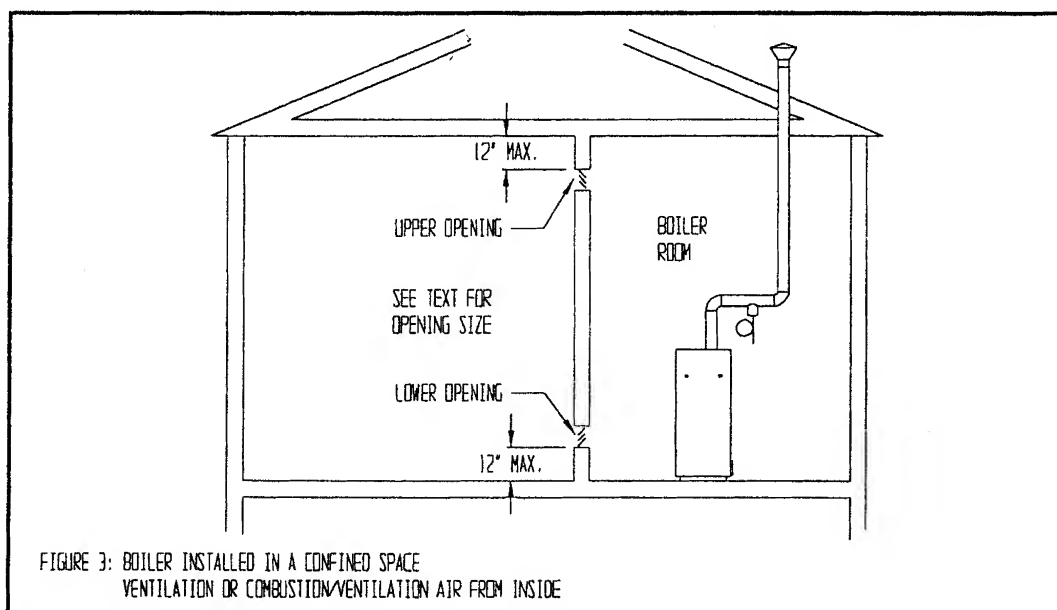 12" MAX.
UPPER OPENING
BOILER
ROOM
SEE TEXT FOR
OPENING SIZE
LOWER OPENING
12" MAX.
FIGURE 3: BOILER INSTALLED IN A CONFINED SPACE
VENTILATION OR COMBUSTION/VENTILATION AIR FROM INSIDE